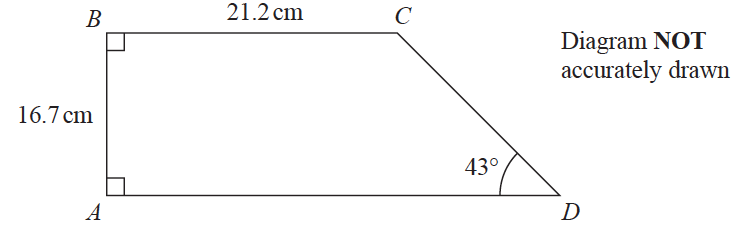 B
21.2 cm
C
Diagram NOT
accurately drawn
16.7 cm
43°
A
D